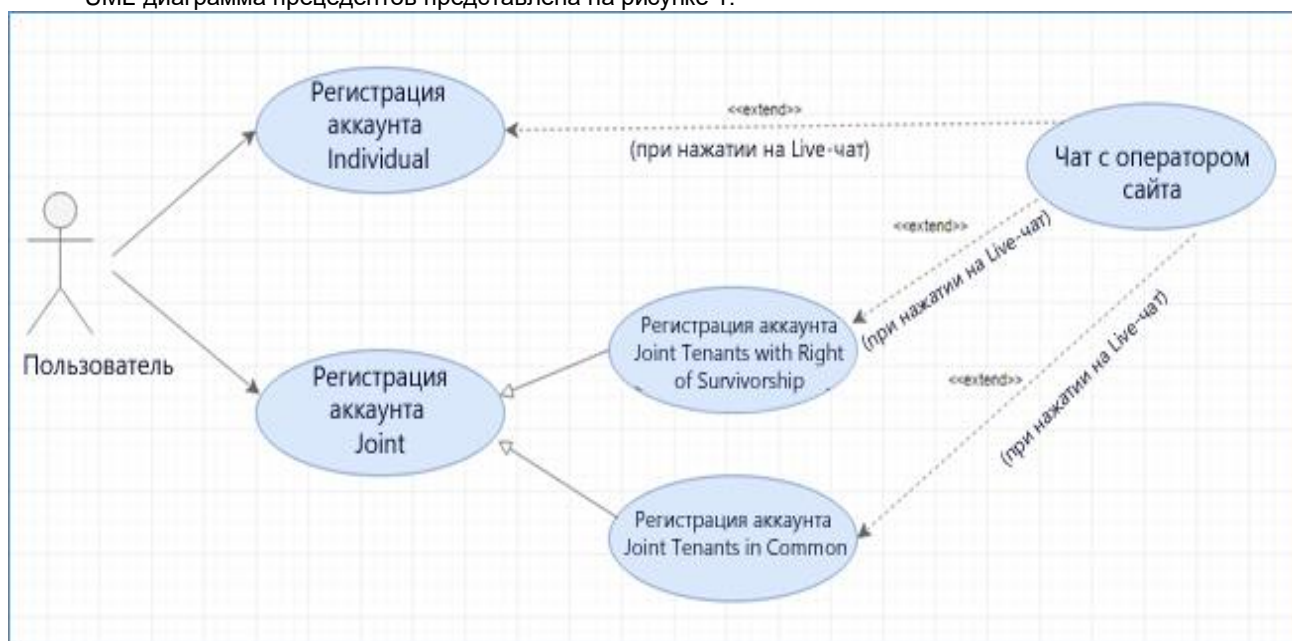 UML диаграмма прецедентов представлена на рисунке 1.
Регистрация
аккаунта
Individual
<<extend>>
(при нажатии на Live-чат)
Чат с оператором
сайта
<<extend>>
(при нажатии на Live-чат)
Пользователь
Регистрация аккаунта
Joint Tenants with Right
of Survivorship
Регистрация
аккаунта
Joint
<<extend>>
(при нажатии на Live-чат)
Регистрация аккаунта
Joint Tenants in Common